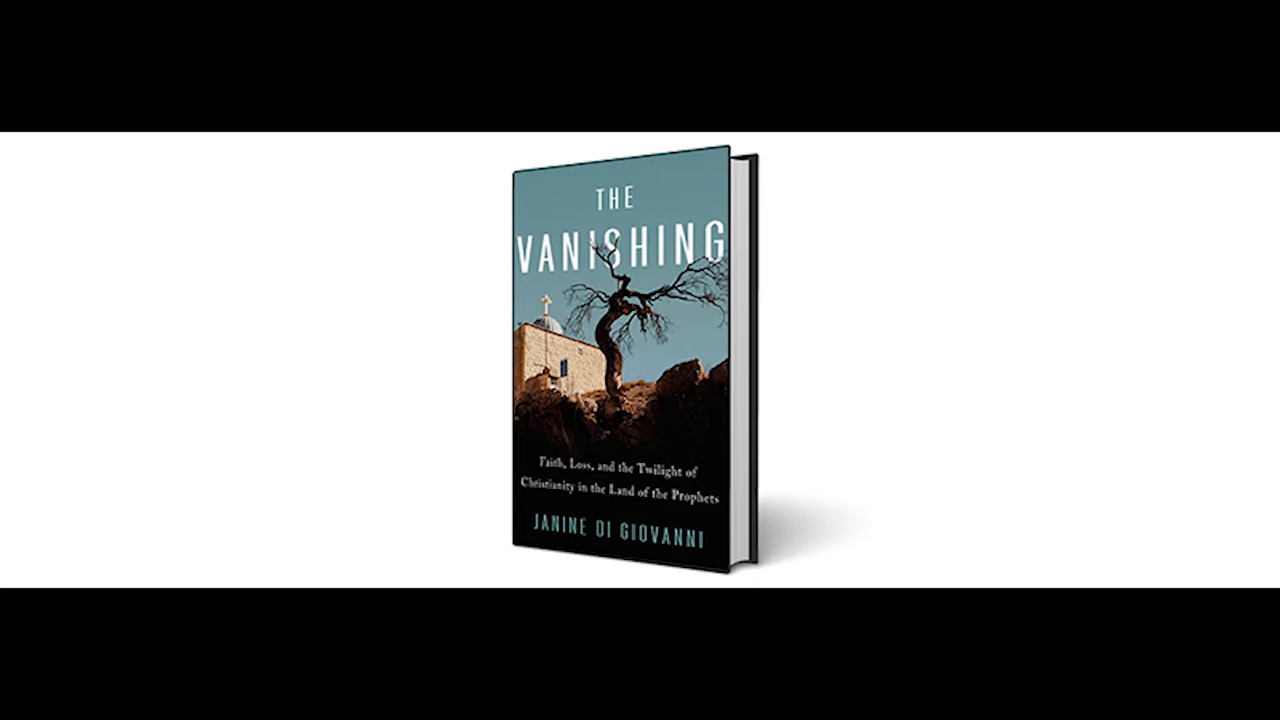 THE
VANISHING
Faith, Loss, and the Twilight of
Christianity in the Land of the Prophets
JANINE DI GIOVANNI